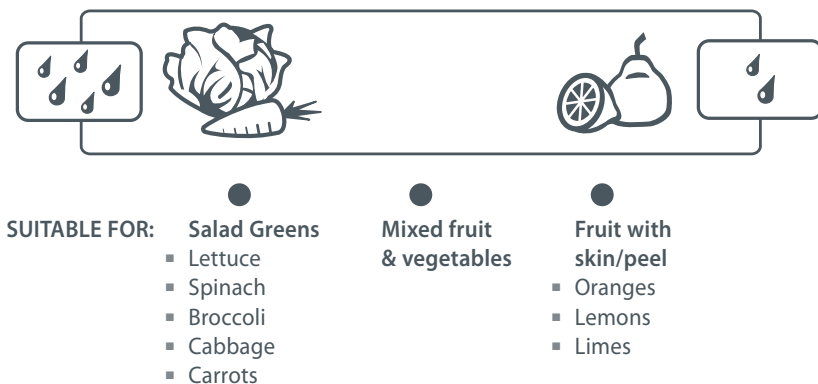 SUITABLE FOR:
Salad Greens
▪ Lettuce
▪ Spinach
▪ Broccoli
▪ Cabbage
▪ Carrots
Mixed fruit
& vegetables
Fruit with
skin/peel
▪ Oranges
▪ Lemons
▪ Limes